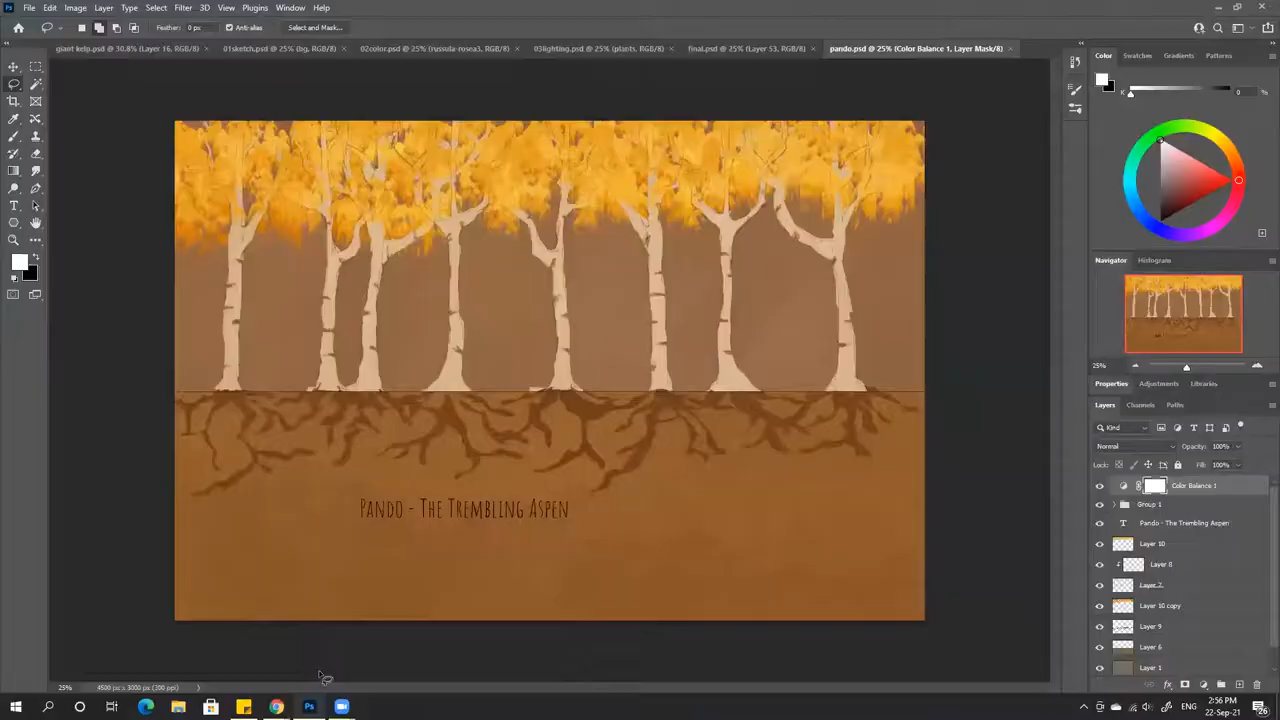 File Edit Image Layer Type Select Filter 3D View Plugins Window Help
Feather: 0 px Anti-alias Select and Mask...
giant kelp.psd @ 30.8% (Layer 16, RGB/8) × 01sketch.psd @ 25% (bg, RGB/8) × 02color.psd @ 25% (russula-rosea3, RGB/8) × 03lighting.psd @ 25% (plants, RGB/8) × final.psd @ 25% (Layer 53, RGB/8) × pando.psd @ 25% (Color Balance 1, Layer Mask/8) ×
Color Swatches Gradients Patterns
K 0 %
Navigator Histogram
25%
Properties Adjustments Libraries
Layers Channels Paths
Kind
Normal Opacity: 100%
Lock: Fill: 100%
Color Balance 1
Group 1
Pando - The Trembling Aspen
Layer 10
Layer 8
Layer 7
Layer 10 copy
Layer 9
Layer 6
Layer 1
Pando - The Trembling Aspen
25% 4500 px x 3000 px (300 ppi)
ENG 2:56 PM
22-Sep-21